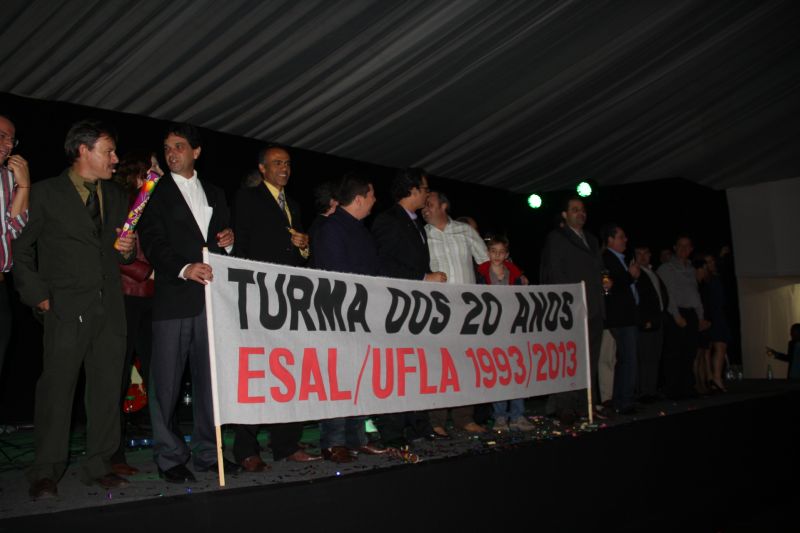 TURMA DOS 20 ANOS
ESAL/UFLA 1993/2013